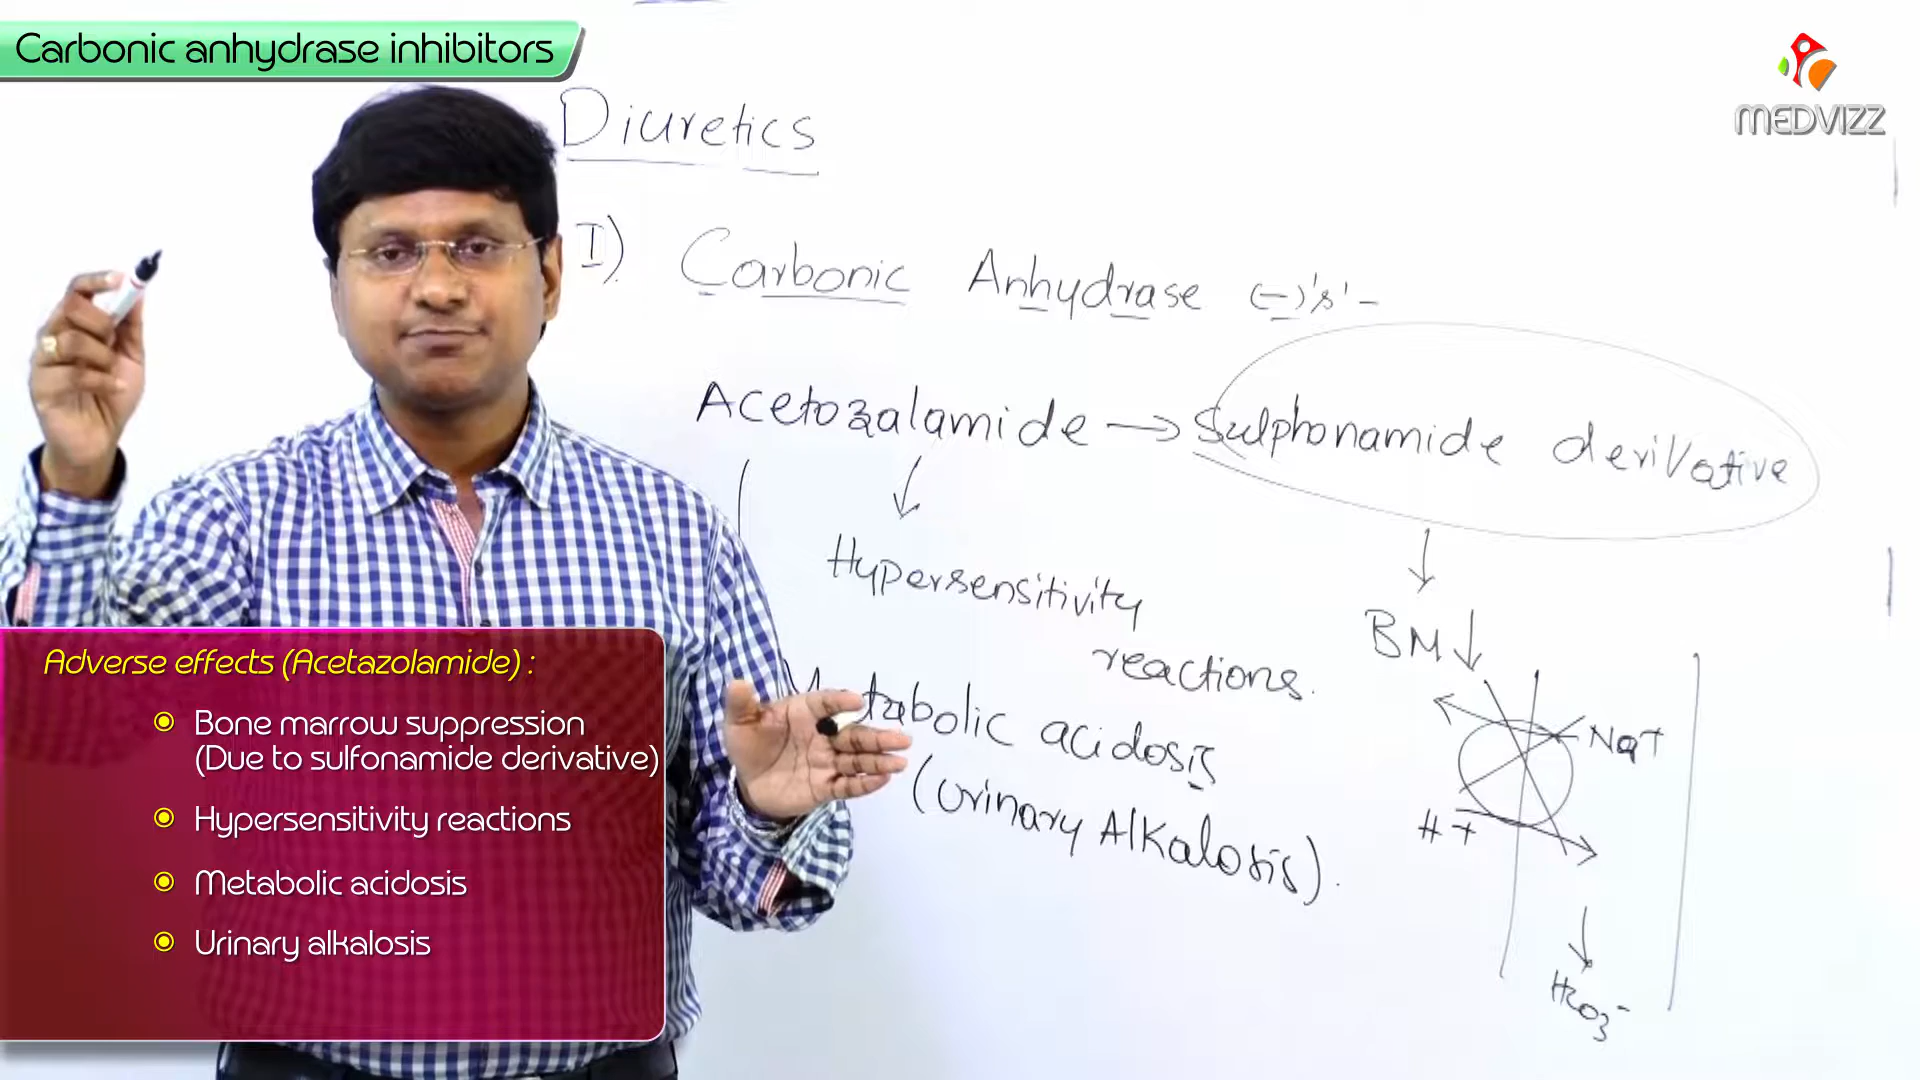 Carbonic anhydrase inhibitors
MEDVIZZ
Diuretics
I) Carbonic Anhydrase (-)'s' -
Acetozalamide → Sulphonamide derivative
Hypersensitivity
reactions.
BM↓
Metabolic acidosis
(Urinary Alkalosis).
Na+
H+
HCO3-
Adverse effects (Acetazolamide) :
Bone marrow suppression
(Due to sulfonamide derivative)
Hypersensitivity reactions
Metabolic acidosis
Urinary alkalosis